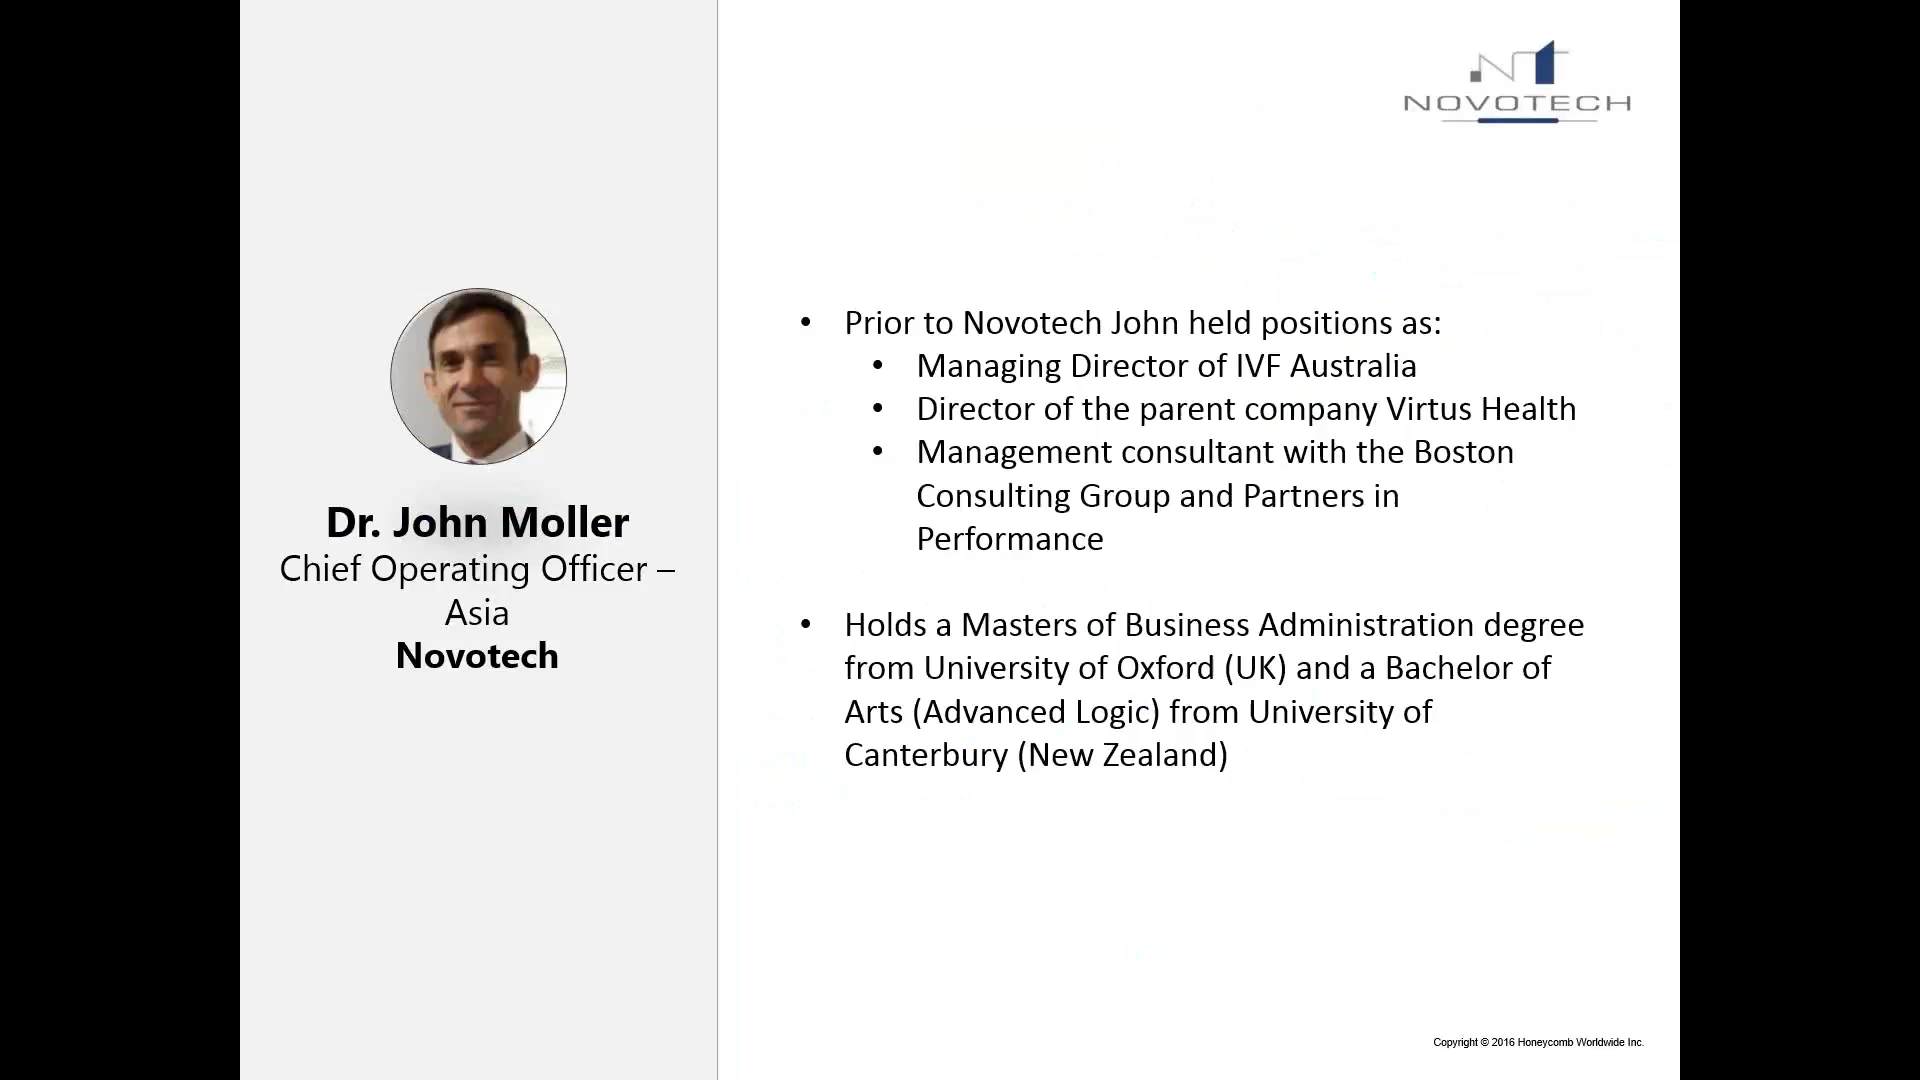 NOVOTECH
Dr. John Moller
Chief Operating Officer –
Asia
Novotech
• Prior to Novotech John held positions as:
• Managing Director of IVF Australia
• Director of the parent company Virtus Health
• Management consultant with the Boston
Consulting Group and Partners in
Performance
• Holds a Masters of Business Administration degree
from University of Oxford (UK) and a Bachelor of
Arts (Advanced Logic) from University of
Canterbury (New Zealand)
Copyright © 2016 Honeycomb Worldwide Inc.